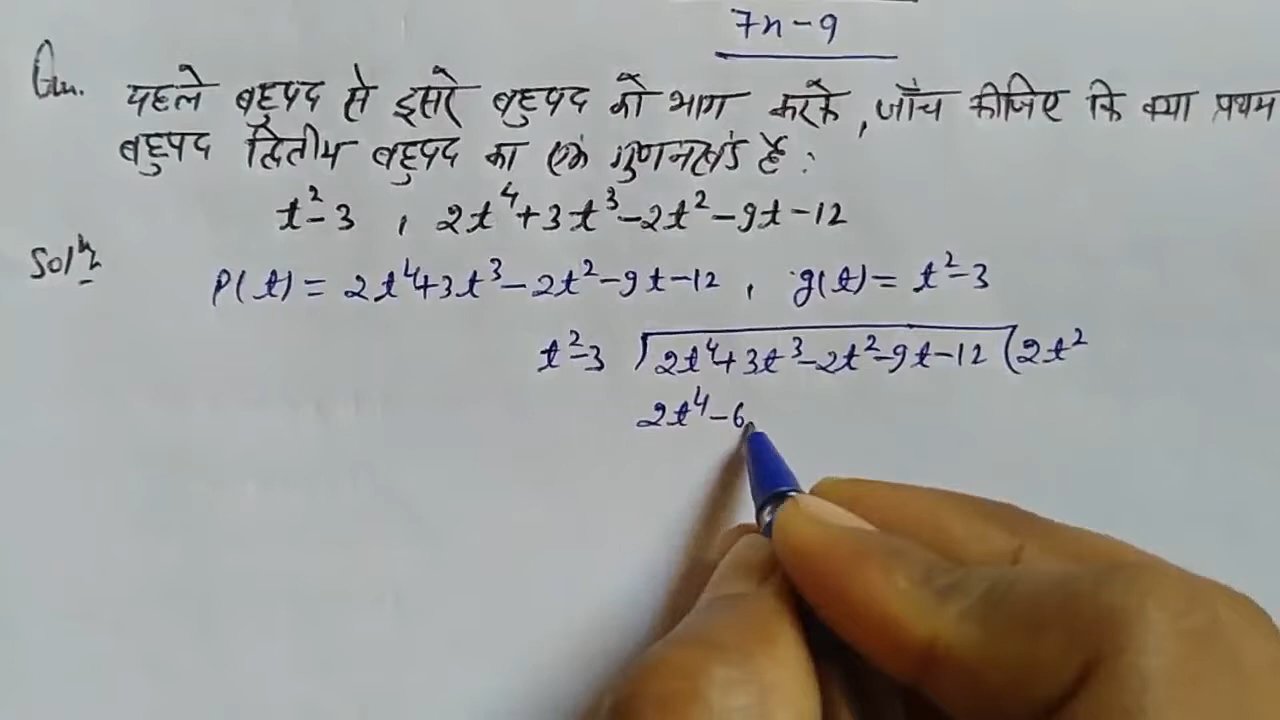 7x-9
Qu. पहले बहुपद से दूसरे बहुपद को भाग करके, जाँच कीजिए कि क्या प्रथम
बहुपद द्वितीय बहुपद का एक गुणनखंड है :
t²-3 , 2t⁴+3t³-2t²-9t-12
Solⁿ
P(t) = 2t⁴+3t³-2t²-9t-12 , g(t) = t²-3
t²-3 ) 2t⁴+3t³-2t²-9t-12 ( 2t²
2t⁴-6